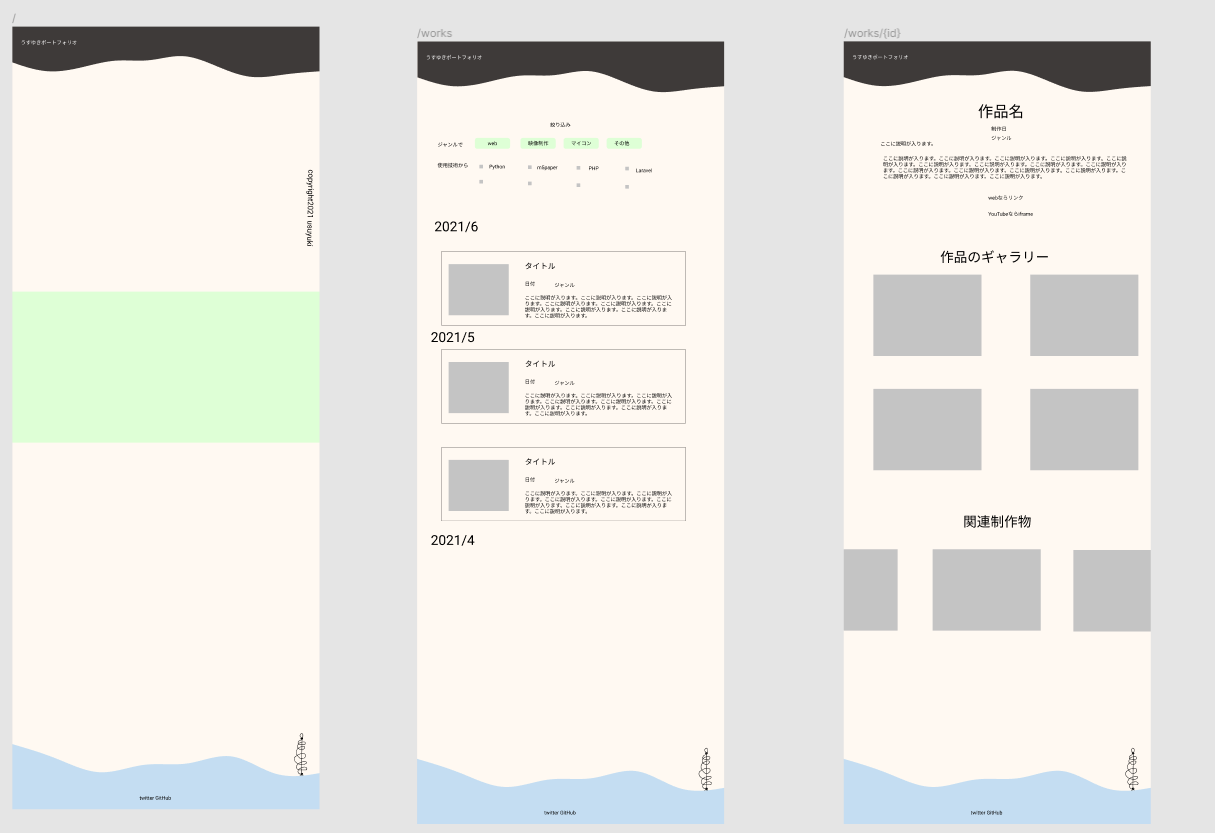 /
うすゆきポートフォリオ
copyright2021 usuyuki
twitter GitHub
/works
うすゆきポートフォリオ
絞り込み
ジャンルで
web
映像制作
マイコン
その他
使用技術から
Python
m5paper
PHP
Laravel
2021/6
タイトル
日付
ジャンル
ここに説明が入ります。ここに説明が入ります。ここに説明が入
ります。ここに説明が入ります。ここに説明が入ります。ここに
説明が入ります。ここに説明が入ります。ここに説明が入りま
す。ここに説明が入ります。
2021/5
タイトル
日付
ジャンル
ここに説明が入ります。ここに説明が入ります。ここに説明が入
ります。ここに説明が入ります。ここに説明が入ります。ここに
説明が入ります。ここに説明が入ります。ここに説明が入りま
す。ここに説明が入ります。
タイトル
日付
ジャンル
ここに説明が入ります。ここに説明が入ります。ここに説明が入
ります。ここに説明が入ります。ここに説明が入ります。ここに
説明が入ります。ここに説明が入ります。ここに説明が入りま
す。ここに説明が入ります。
2021/4
twitter GitHub
/works/{id}
うすゆきポートフォリオ
作品名
制作日
ジャンル
ここに説明が入ります。
ここに説明が入ります。ここに説明が入ります。ここに説明が入ります。ここに説明が入ります。ここに説
明が入ります。ここに説明が入ります。ここに説明が入ります。ここに説明が入ります。ここに説明が入り
ます。ここに説明が入ります。ここに説明が入ります。ここに説明が入ります。ここに説明が入ります。こ
こに説明が入ります。ここに説明が入ります。ここに説明が入ります。ここに説明が入ります。
webならリンク
YouTubeならiframe
作品のギャラリー
関連制作物
twitter GitHub